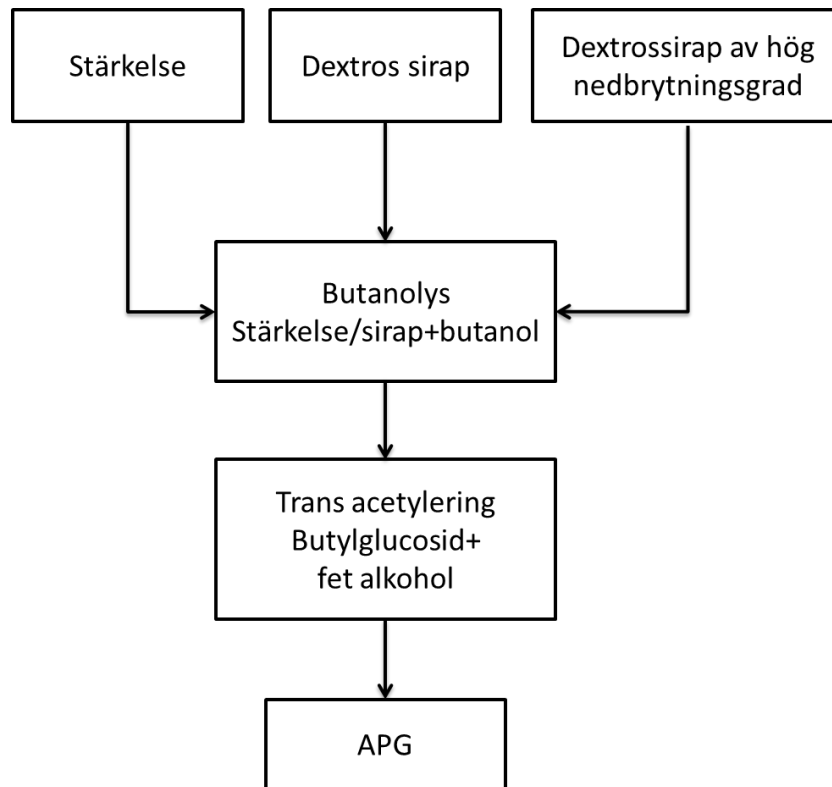 Stärkelse
Dextros sirap
Dextrossirap av hög
nedbrytningsgrad
Butanolys
Stärkelse/sirap+butanol
Trans acetylering
Butylglucosid+
fet alkohol
APG